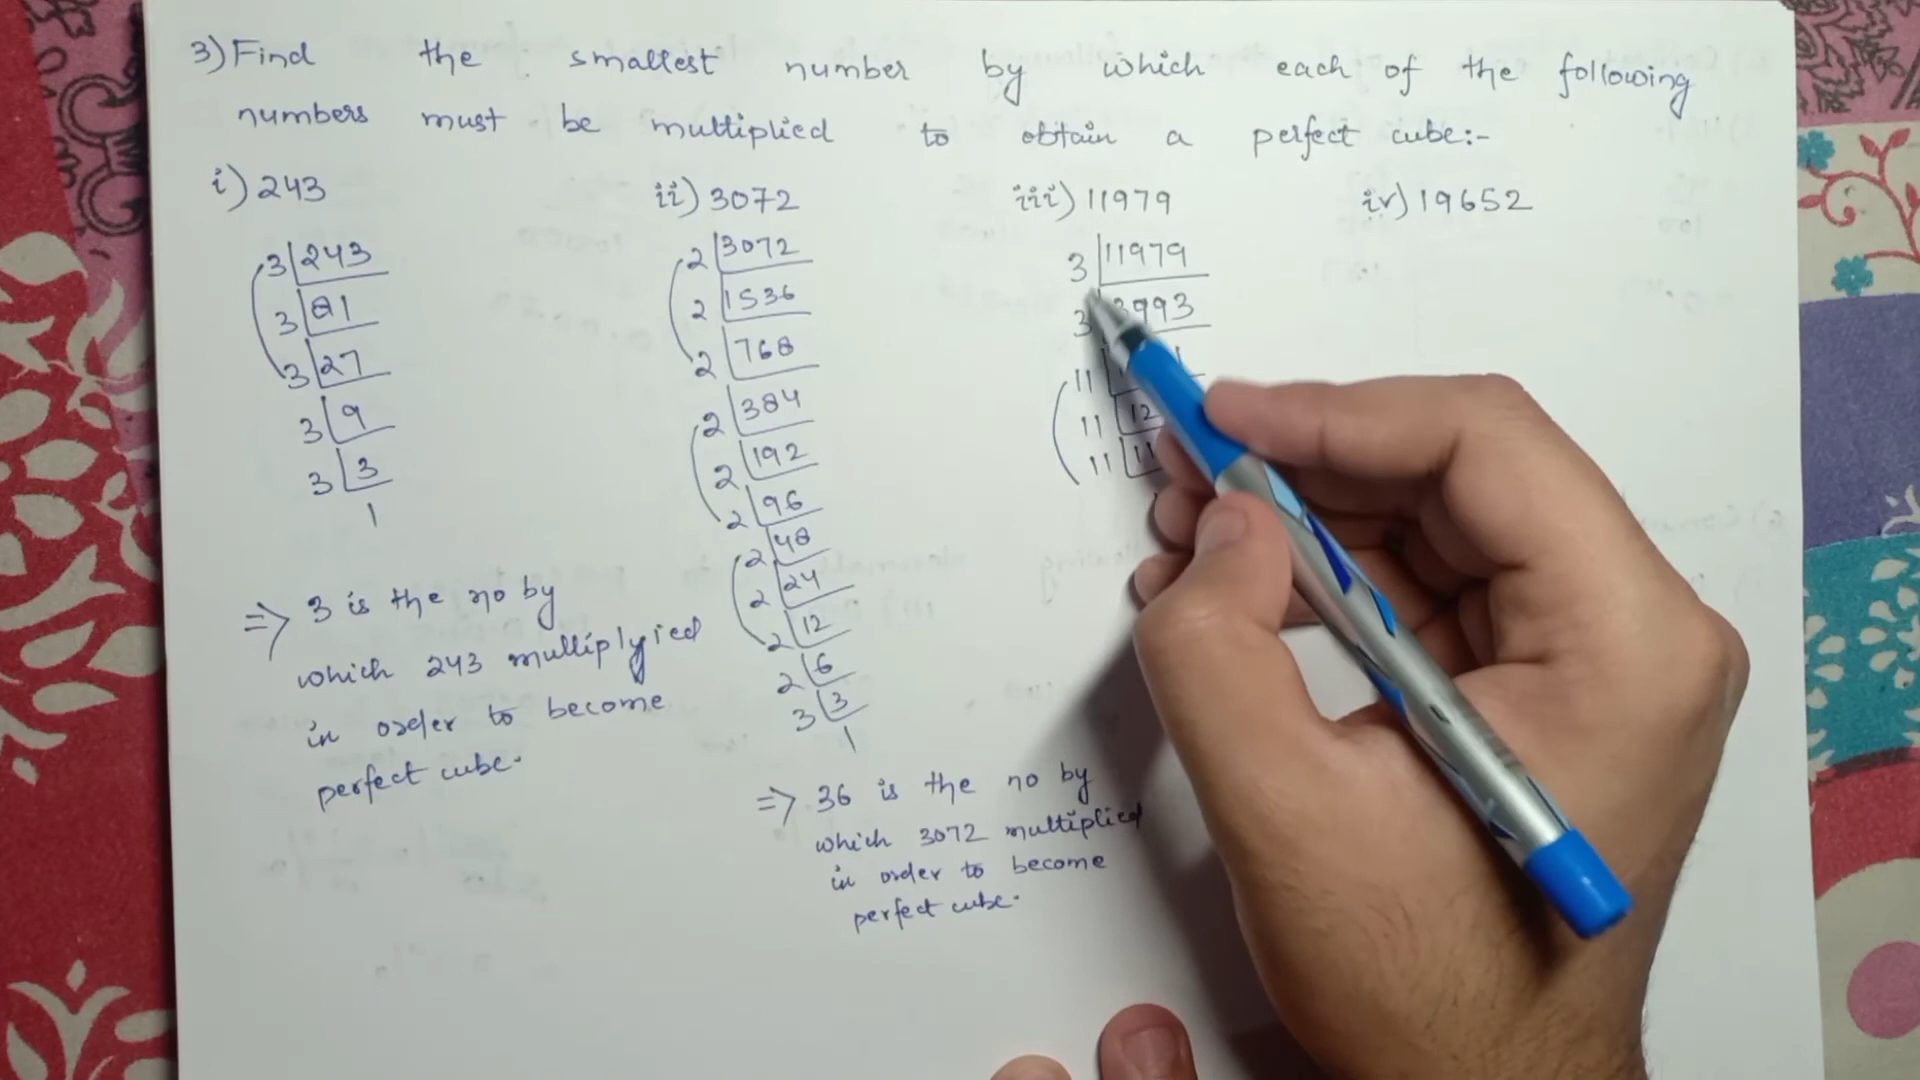 3) Find the smallest number by which each of the following
numbers must be multiplied to obtain a perfect cube:-
i) 243
3 243
3 81
3 27
3 9
3 3
1
=> 3 is the no by
which 243 multiplyied
in order to become
perfect cube.
ii) 3072
2 3072
2 1536
2 768
2 384
2 192
2 96
2 48
2 24
2 12
2 6
3 3
1
=> 36 is the no by
which 3072 multiplied
in order to become
perfect cube.
iii) 11979
3 11979
3 3993
11
11 12
11 11
iv) 19652